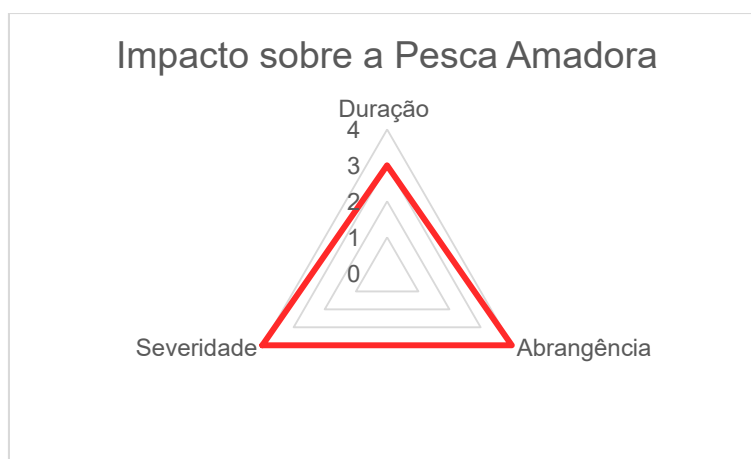 Impacto sobre a Pesca Amadora
Duração
4
3
2
1
0
Severidade
Abrangência